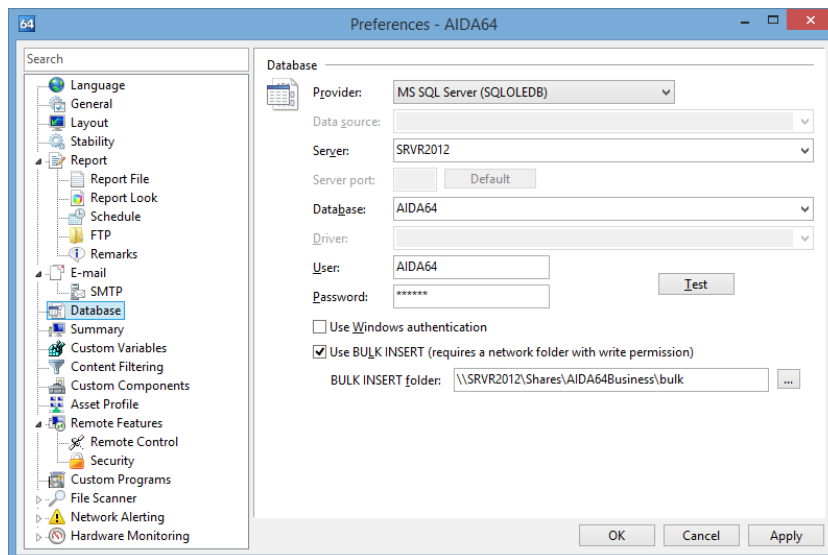 64
Preferences - AIDA64
Search
Language
General
Layout
Stability
Report
Report File
Report Look
Schedule
FTP
Remarks
E-mail
SMTP
Database
Summary
Custom Variables
Content Filtering
Custom Components
Asset Profile
Remote Features
Remote Control
Security
Custom Programs
File Scanner
Network Alerting
Hardware Monitoring
Database
Provider: MS SQL Server (SQLOLEDB)
Data source:
Server: SRVR2012
Server port: Default
Database: AIDA64
Driver:
User: AIDA64
Password: ******
Test
Use Windows authentication
Use BULK INSERT (requires a network folder with write permission)
BULK INSERT folder: \\SRVR2012\Shares\AIDA64Business\bulk ...
OK Cancel Apply